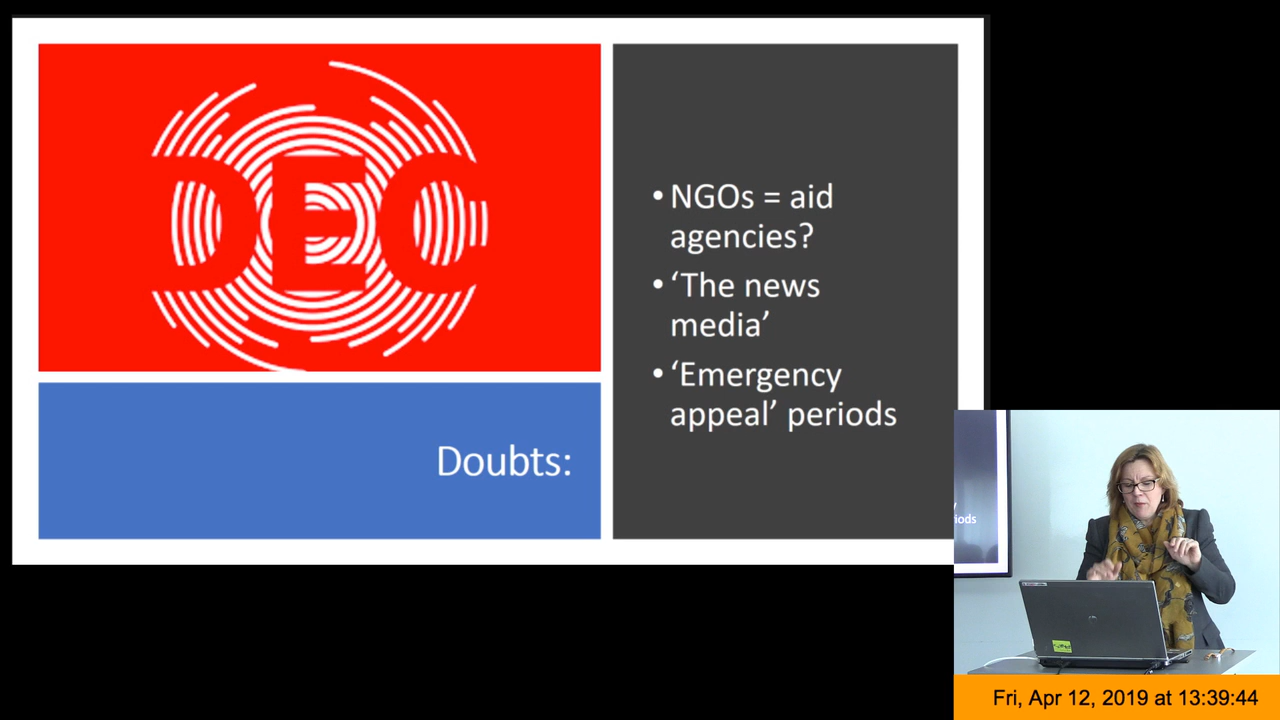 DEC
Doubts:
• NGOs = aid
agencies?
• ‘The news
media’
• ‘Emergency
appeal’ periods
iods
Fri, Apr 12, 2019 at 13:39:44